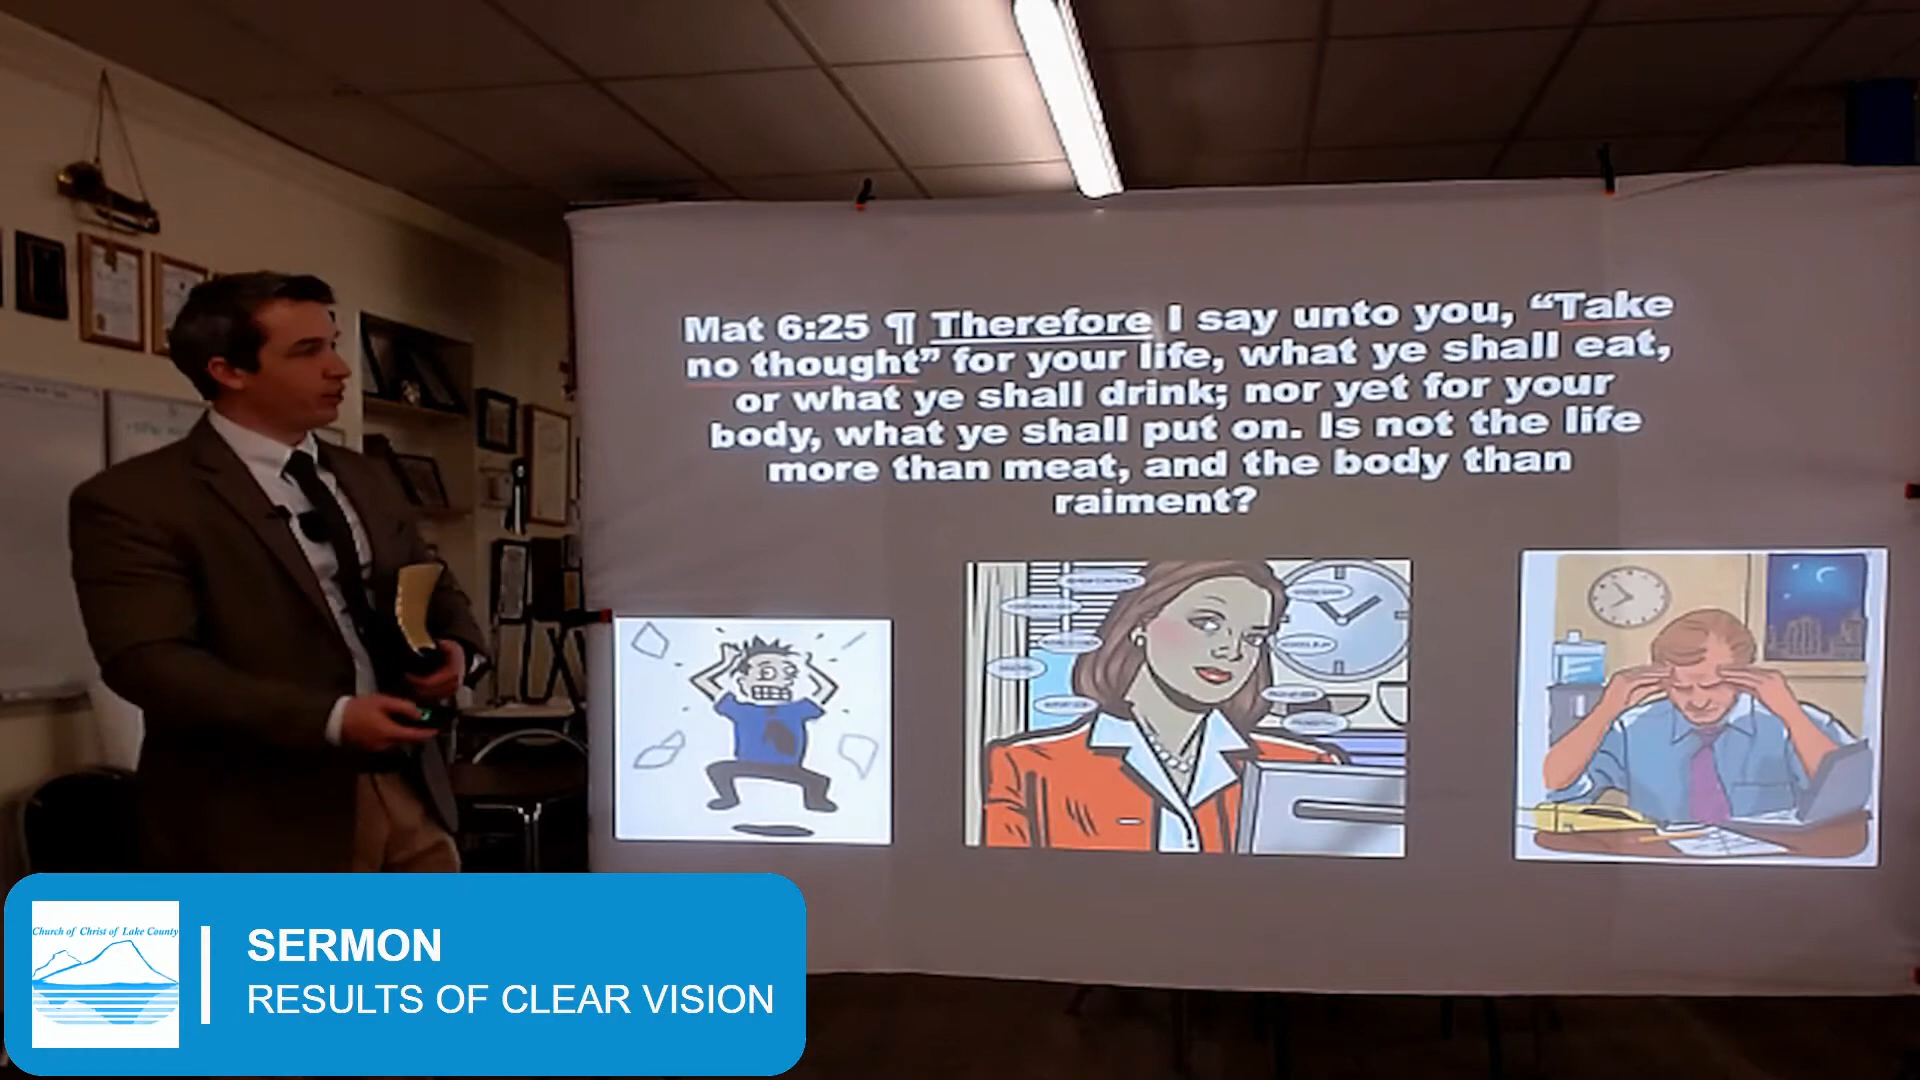 Mat 6:25 ¶ Therefore I say unto you, “Take
no thought” for your life, what ye shall eat,
or what ye shall drink; nor yet for your
body, what ye shall put on. Is not the life
more than meat, and the body than
raiment?
Church of Christ of Lake County
SERMON
RESULTS OF CLEAR VISION